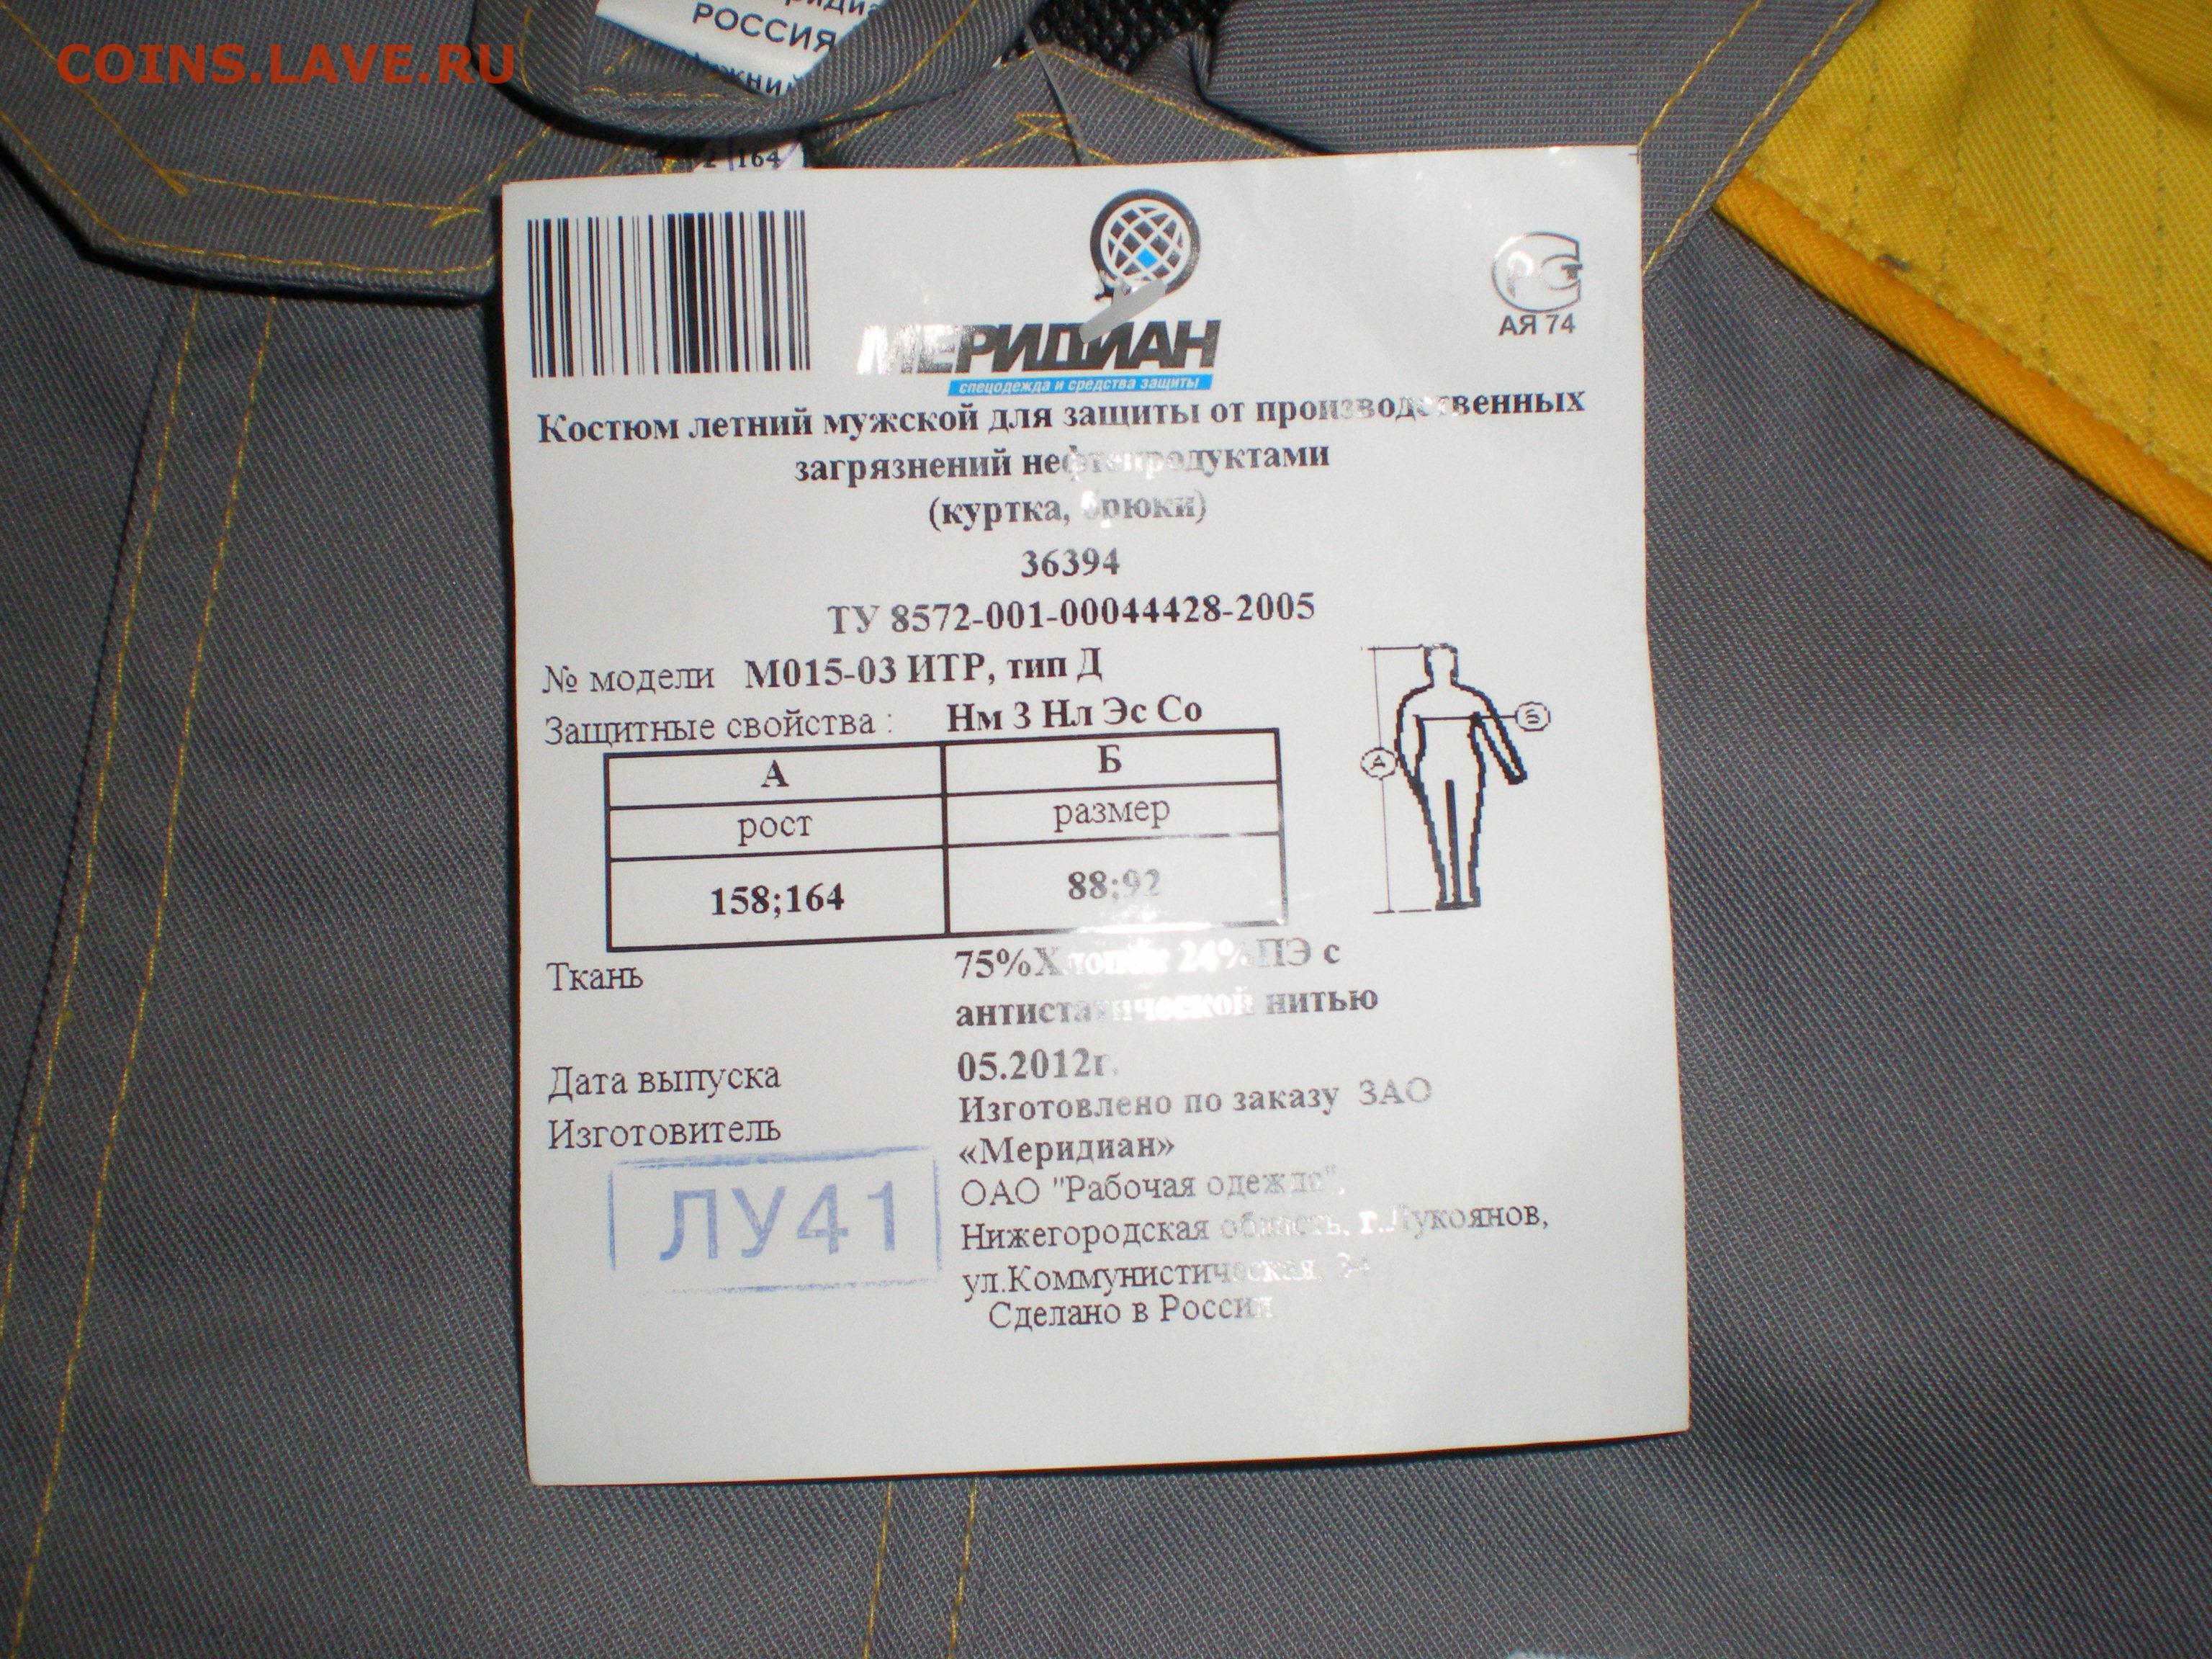 COINS.LAVE.RU
РОССИЯ
164
МЕРИДИАН
спецодежда и средства защиты
РСТ
АЯ 74
Костюм летний мужской для защиты от производственных
загрязнений нефтепродуктами
(куртка, брюки)
36394
ТУ 8572-001-00044428-2005
№ модели М015-03 ИТР, тип Д
Защитные свойства : Нм З Нл Эс Со
А Б
рост размер
158;164 88;92
А Б
Ткань 75%Хлопок 24%ПЭ с
антистатической нитью
Дата выпуска 05.2012г.
Изготовитель Изготовлено по заказу ЗАО
«Меридиан»
ОАО "Рабочая одежда",
Нижегородская область, г.Лукоянов,
ул.Коммунистическая,
Сделано в России
ЛУ41